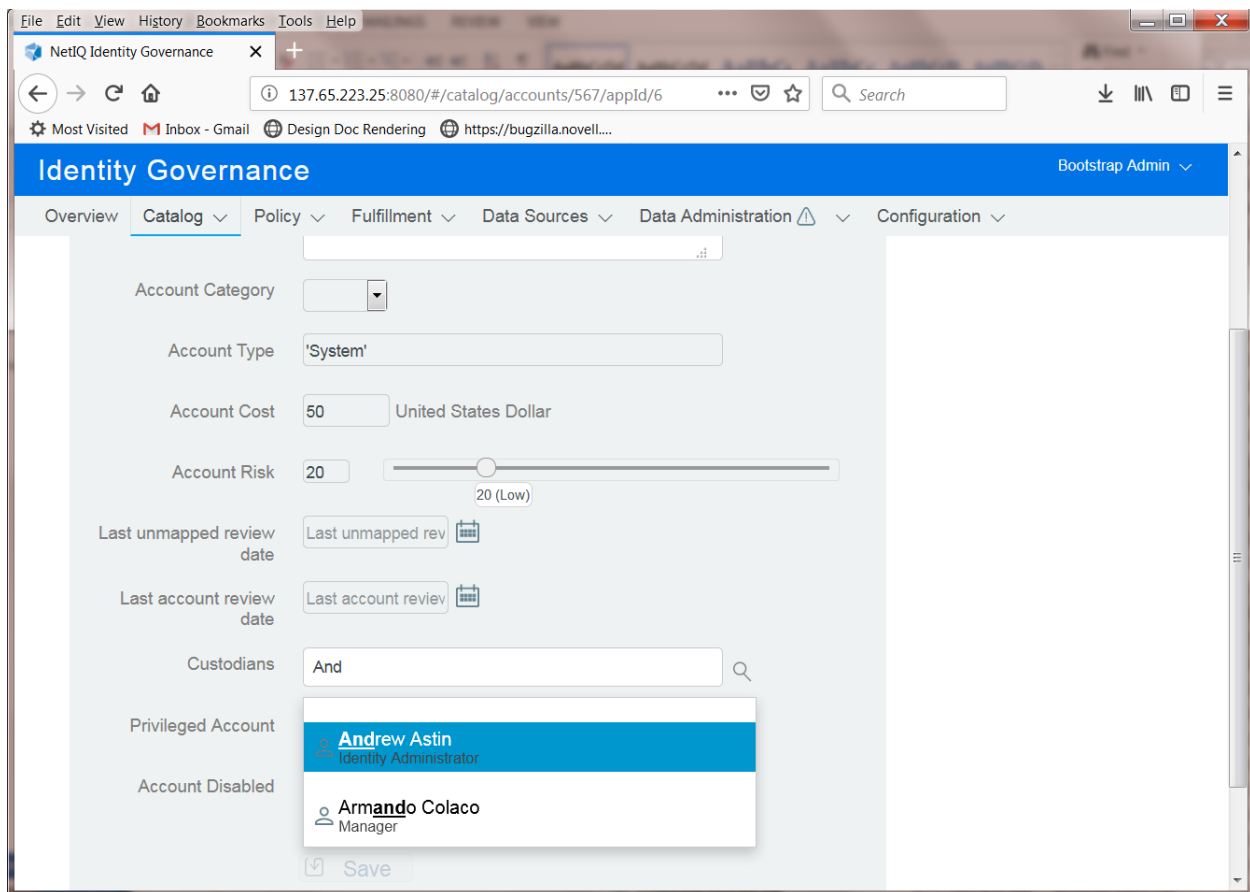 File Edit View History Bookmarks Tools Help
REVIEW VIEW
NetIQ Identity Governance
137.65.223.25:8080/#/catalog/accounts/567/appId/6
Search
Most Visited Inbox - Gmail Design Doc Rendering https://bugzilla.novell....
Identity Governance
Bootstrap Admin
Overview Catalog Policy Fulfillment Data Sources Data Administration Configuration
Account Category
Account Type 'System'
Account Cost 50 United States Dollar
Account Risk 20
20 (Low)
Last unmapped review
date
Last unmapped rev
Last account review
date
Last account review
Custodians And
Privileged Account
Andrew Astin
Identity Administrator
Account Disabled
Armando Colaco
Manager
Save